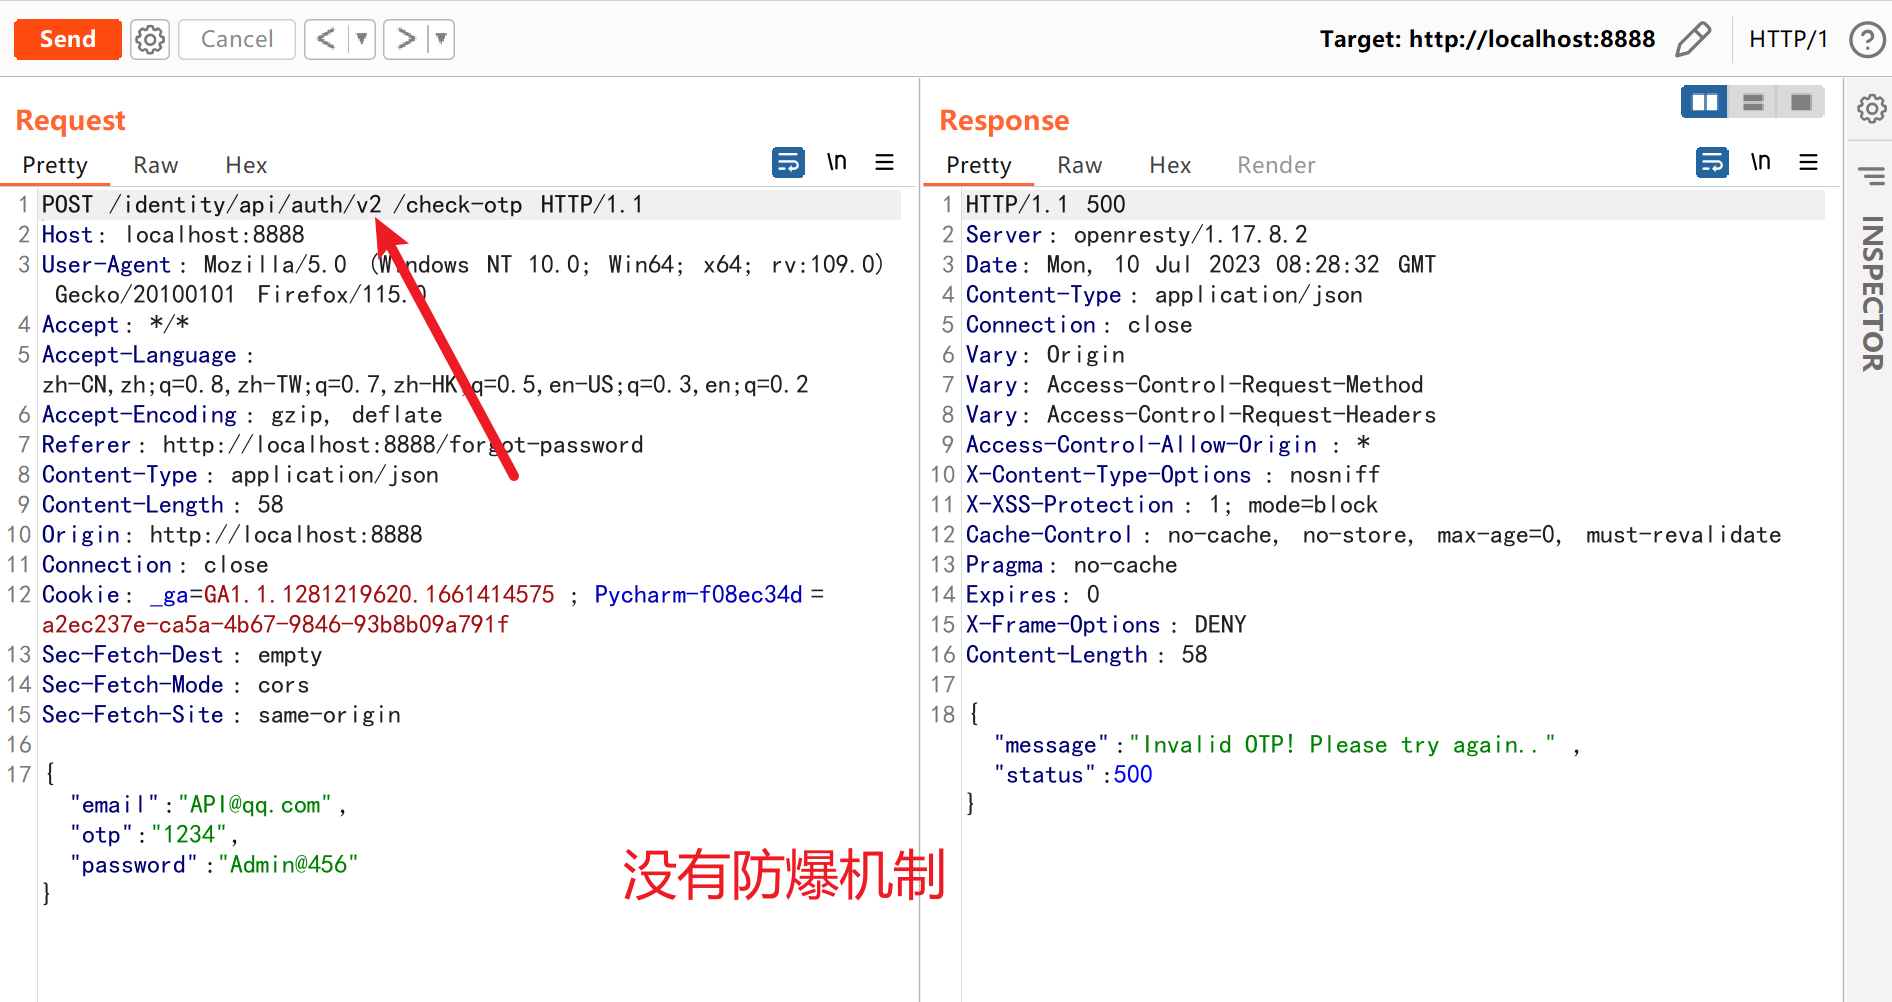 Send
Cancel
<
>
Target: http://localhost:8888
HTTP/1
?
Request
Pretty Raw Hex
\n
1 POST /identity/api/auth/v2 /check-otp HTTP/1.1
2 Host: localhost:8888
3 User-Agent: Mozilla/5.0 (Windows NT 10.0; Win64; x64; rv:109.0)
Gecko/20100101 Firefox/115.0
4 Accept: */*
5 Accept-Language:
zh-CN,zh;q=0.8,zh-TW;q=0.7,zh-HK;q=0.5,en-US;q=0.3,en;q=0.2
6 Accept-Encoding: gzip, deflate
7 Referer: http://localhost:8888/forgot-password
8 Content-Type: application/json
9 Content-Length: 58
10 Origin: http://localhost:8888
11 Connection: close
12 Cookie: _ga=GA1.1.1281219620.1661414575 ; Pycharm-f08ec34d =
a2ec237e-ca5a-4b67-9846-93b8b09a791f
13 Sec-Fetch-Dest: empty
14 Sec-Fetch-Mode: cors
15 Sec-Fetch-Site: same-origin
16
17 {
"email":"API@qq.com",
"otp":"1234",
"password":"Admin@456"
}
没有防爆机制
Response
Pretty Raw Hex Render
\n
1 HTTP/1.1 500
2 Server: openresty/1.17.8.2
3 Date: Mon, 10 Jul 2023 08:28:32 GMT
4 Content-Type: application/json
5 Connection: close
6 Vary: Origin
7 Vary: Access-Control-Request-Method
8 Vary: Access-Control-Request-Headers
9 Access-Control-Allow-Origin : *
10 X-Content-Type-Options : nosniff
11 X-XSS-Protection: 1; mode=block
12 Cache-Control: no-cache, no-store, max-age=0, must-revalidate
13 Pragma: no-cache
14 Expires: 0
15 X-Frame-Options: DENY
16 Content-Length: 58
17
18 {
"message":"Invalid OTP! Please try again.." ,
"status":500
}
INSPECTOR